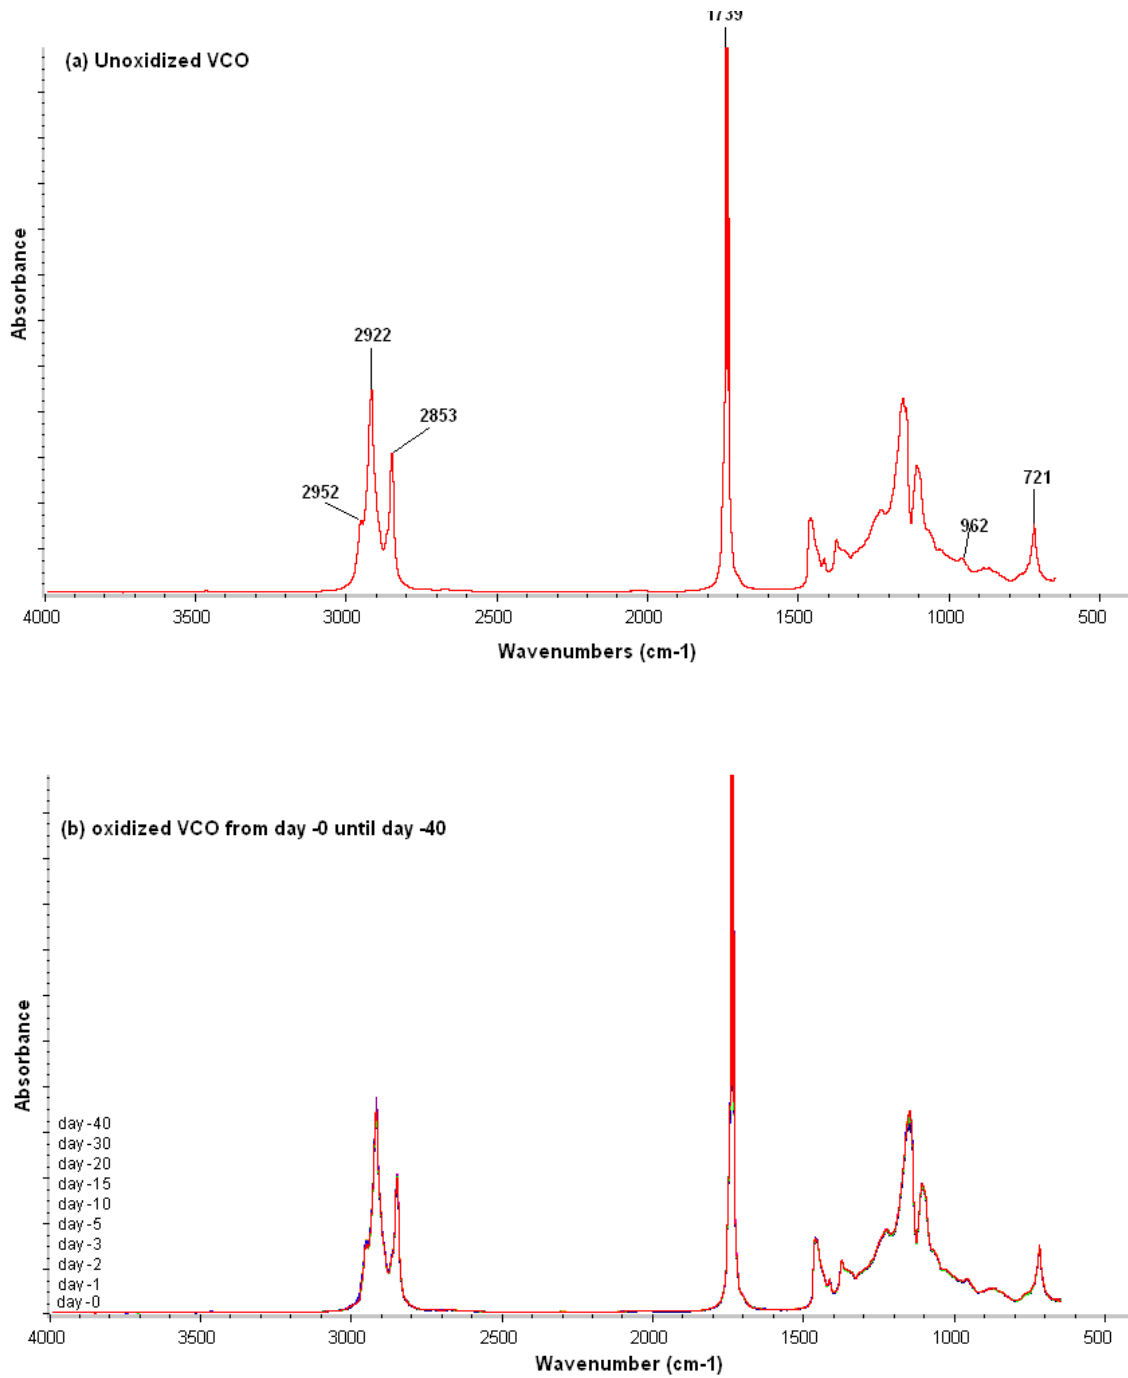 1739
(a) Unoxidized VCO
Absorbance
2922
2853
2952
962
721
4000 3500 3000 2500 2000 1500 1000 500
Wavenumbers (cm-1)
(b) oxidized VCO from day -0 until day -40
Absorbance
day -40
day -30
day -20
day -15
day -10
day -5
day -3
day -2
day -1
day -0
4000 3500 3000 2500 2000 1500 1000 500
Wavenumber (cm-1)